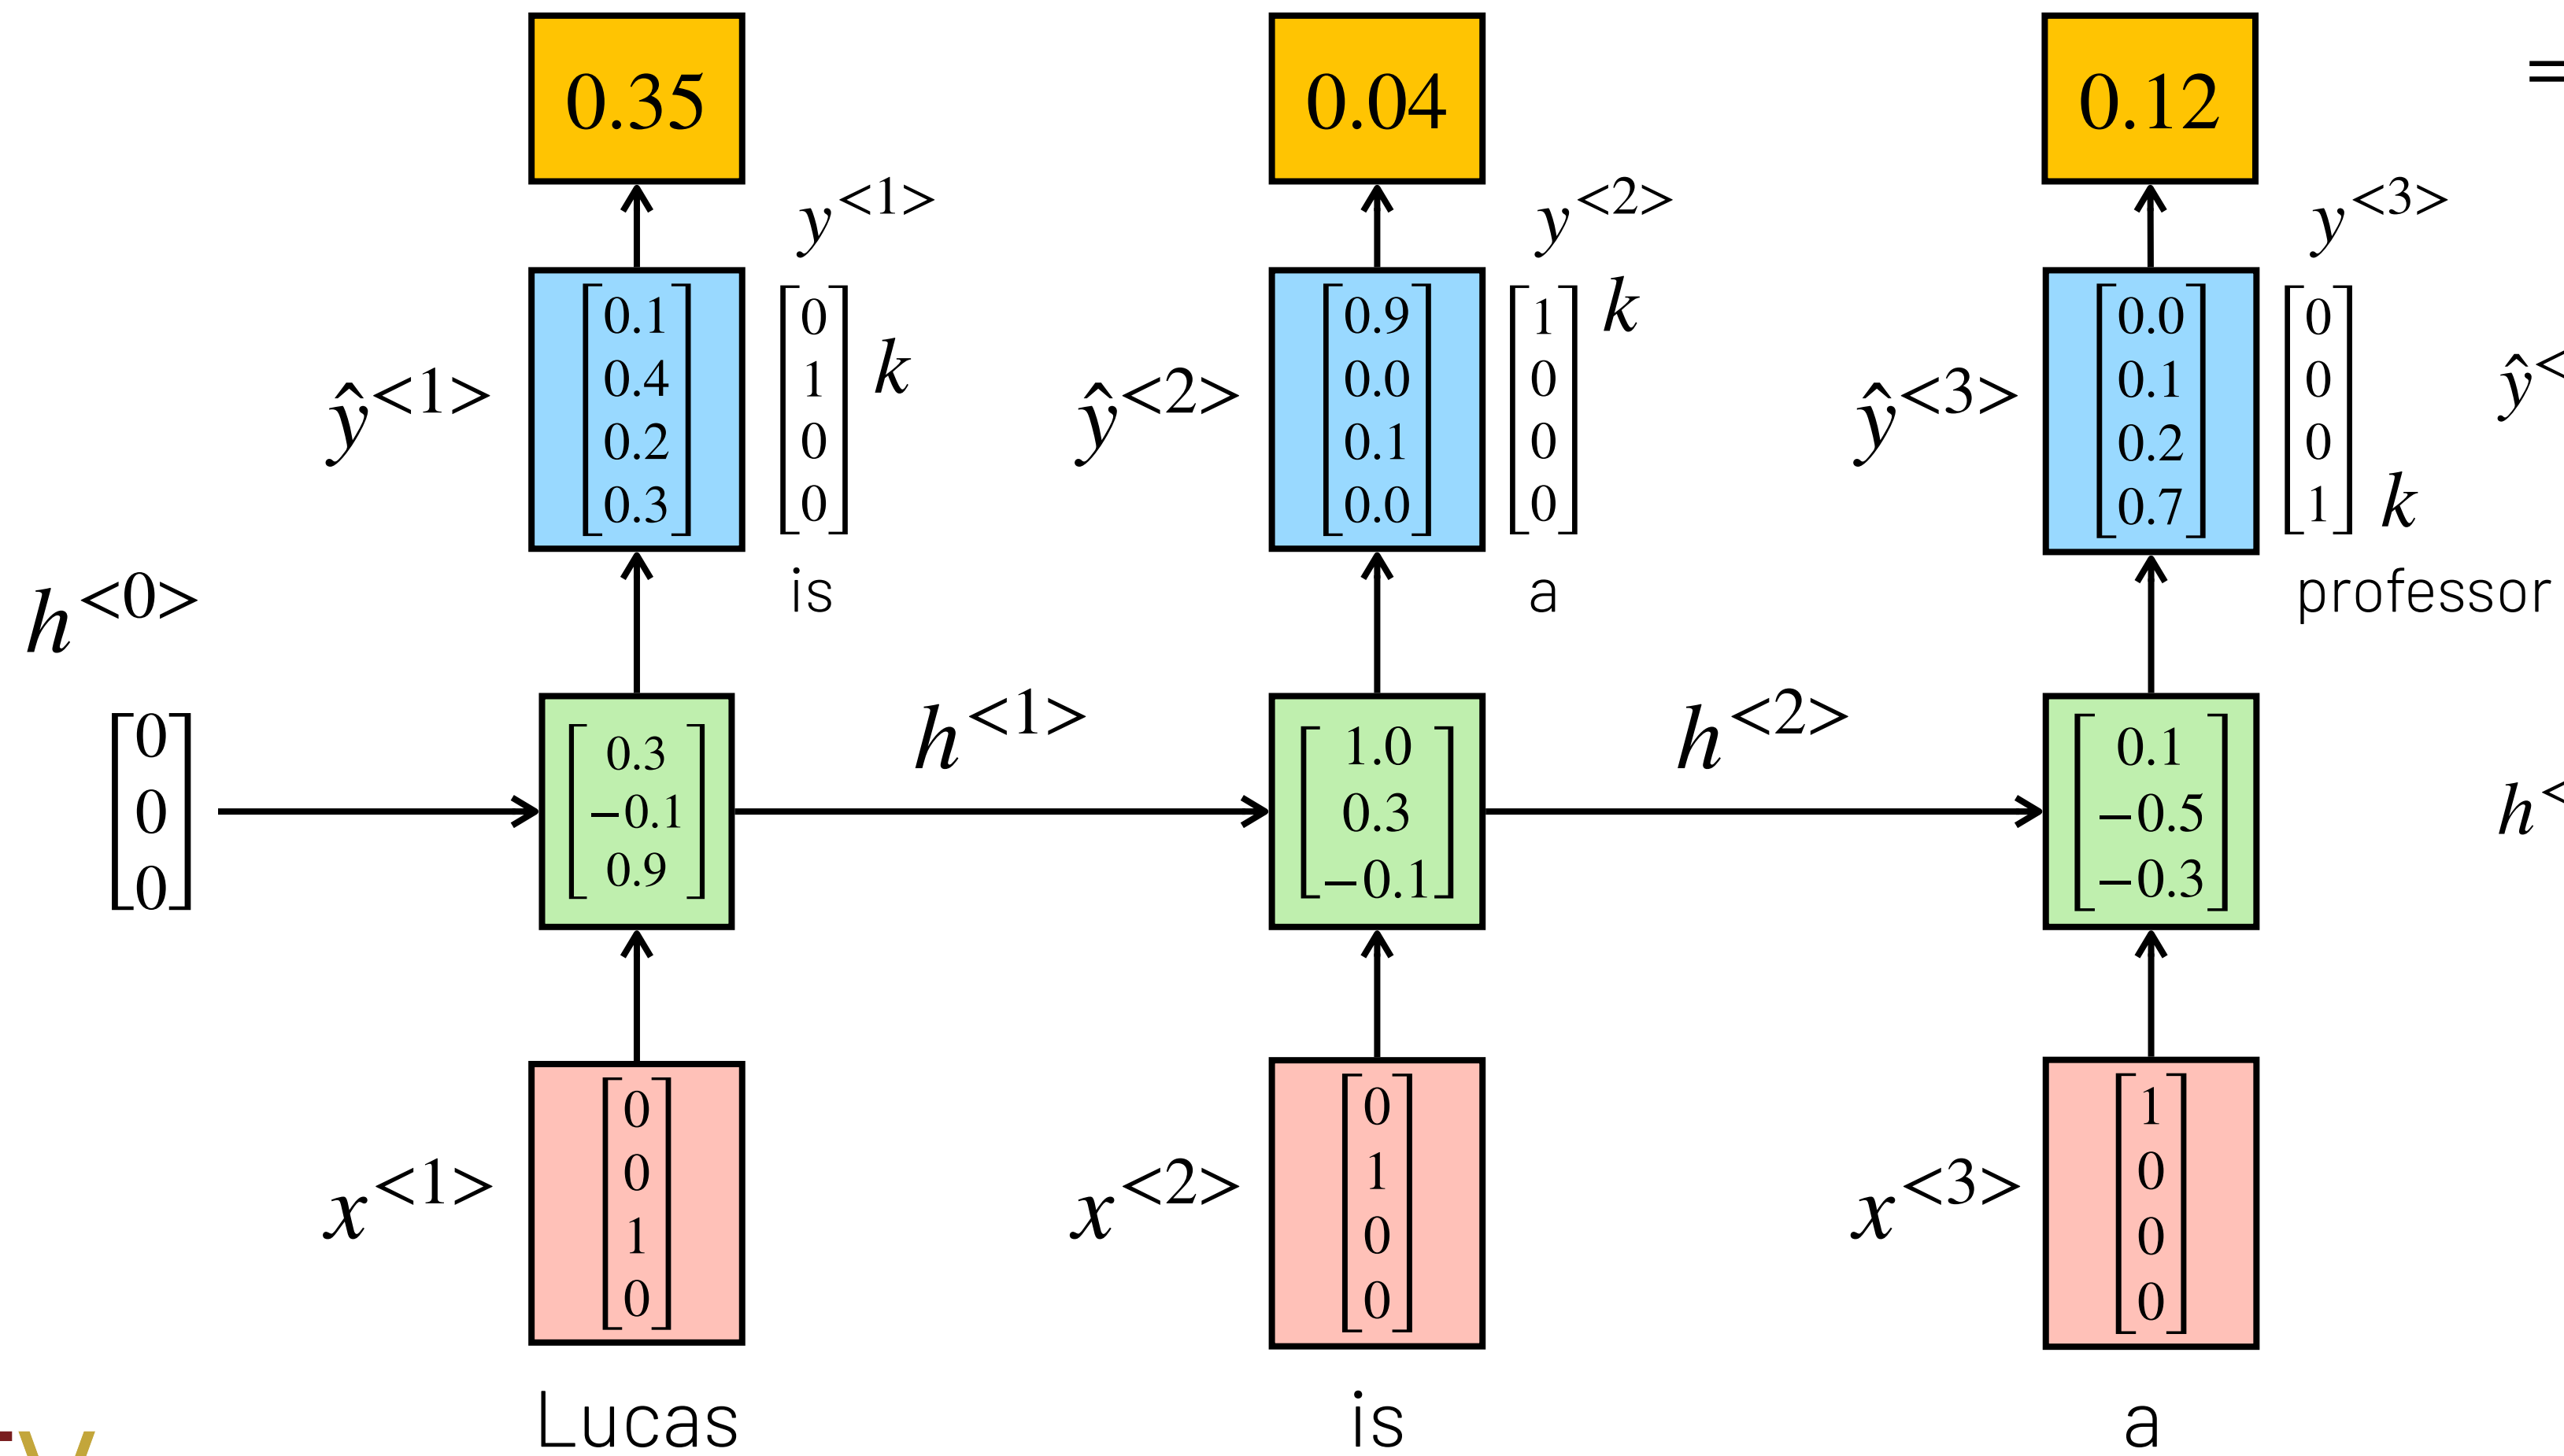 0.35 0.04 0.12 =
y<1> y<2> y<3>
ŷ<1> [0.1 0.4 0.2 0.3] [0 1 0 0] k ŷ<2> [0.9 0.0 0.1 0.0] [1 0 0 0] k ŷ<3> [0.0 0.1 0.2 0.7] [0 0 0 1] k ŷ<
is a professor
h<0> h<1> h<2>
[0 0 0] [0.3 −0.1 0.9] [1.0 0.3 −0.1] [0.1 −0.5 −0.3] h<
x<1> [0 0 1 0] x<2> [0 1 0 0] x<3> [1 0 0 0]
Lucas is a